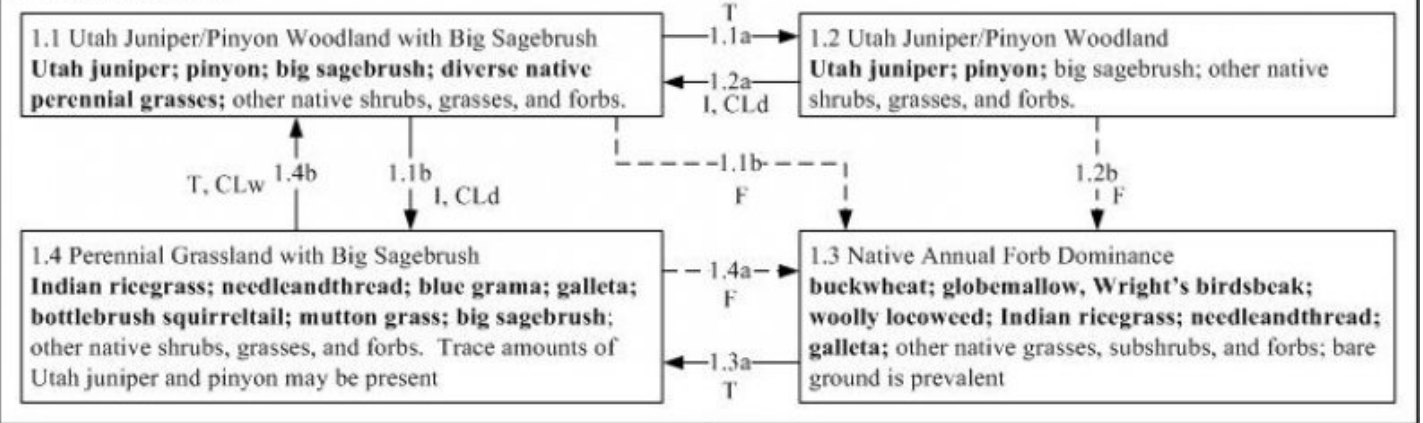 1.1 Utah Juniper/Pinyon Woodland with Big Sagebrush
Utah juniper; pinyon; big sagebrush; diverse native
perennial grasses; other native shrubs, grasses, and forbs.
T
1.1a
1.2a
I, CLd
1.2 Utah Juniper/Pinyon Woodland
Utah juniper; pinyon; big sagebrush; other native
shrubs, grasses, and forbs.
T, CLw
1.4b
1.1b
I, CLd
1.1b
F
1.2b
F
1.4 Perennial Grassland with Big Sagebrush
Indian ricegrass; needleandthread; blue grama; galleta;
bottlebrush squirreltail; mutton grass; big sagebrush;
other native shrubs, grasses, and forbs. Trace amounts of
Utah juniper and pinyon may be present
1.4a
F
1.3a
T
1.3 Native Annual Forb Dominance
buckwheat; globemallow, Wright's birdsbeak;
woolly locoweed; Indian ricegrass; needleandthread;
galleta; other native grasses, subshrubs, and forbs; bare
ground is prevalent